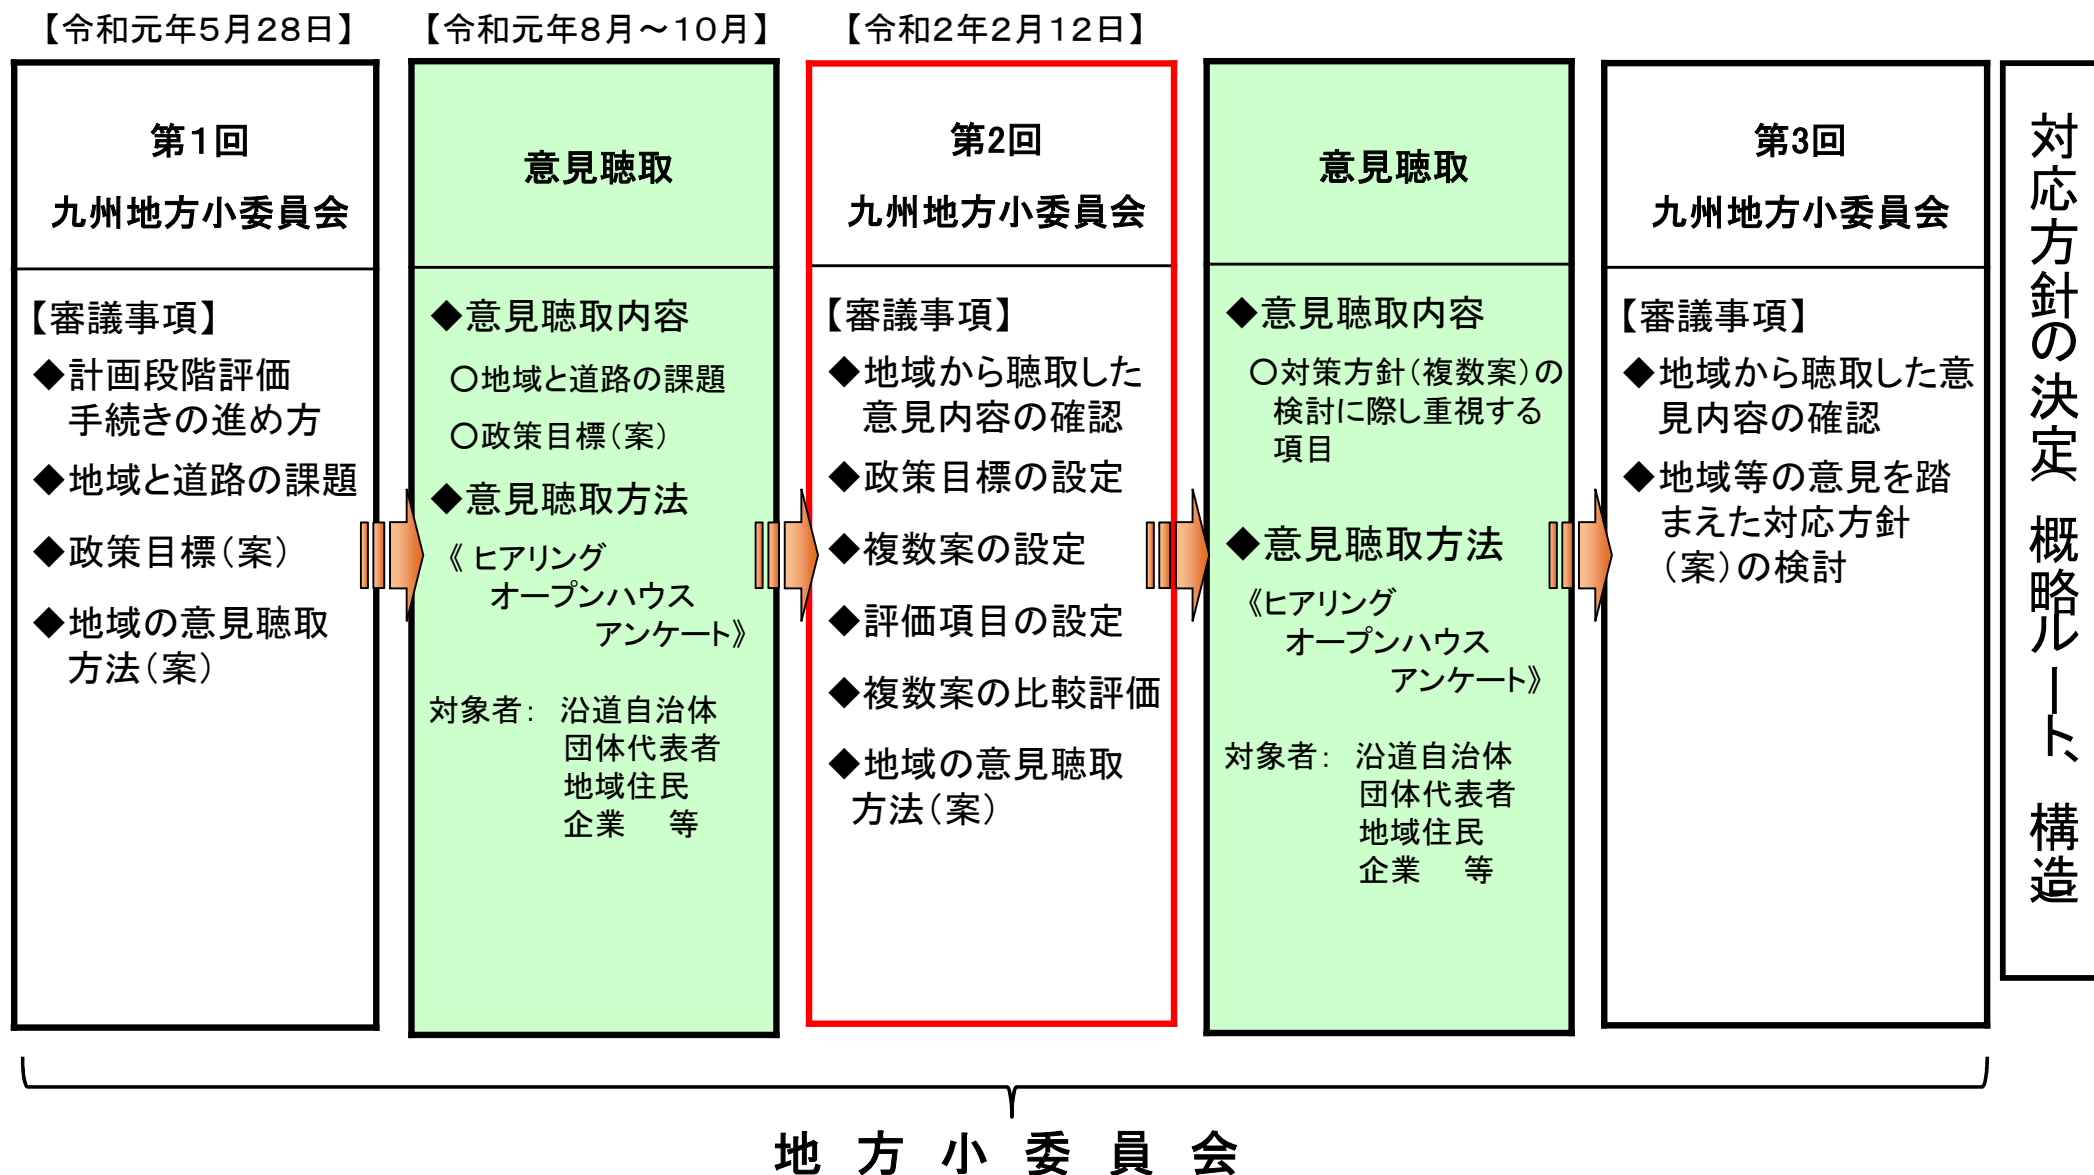 【令和元年5月28日】
第1回
九州地方小委員会
【審議事項】
◆計画段階評価
手続きの進め方
◆地域と道路の課題
◆政策目標(案)
◆地域の意見聴取
方法(案)
【令和元年8月～10月】
意見聴取
◆意見聴取内容
○地域と道路の課題
○政策目標(案)
◆意見聴取方法
《ヒアリング
オープンハウス
アンケート》
対象者： 沿道自治体
団体代表者
地域住民
企業 等
【令和2年2月12日】
第2回
九州地方小委員会
【審議事項】
◆地域から聴取した
意見内容の確認
◆政策目標の設定
◆複数案の設定
◆評価項目の設定
◆複数案の比較評価
◆地域の意見聴取
方法(案)
意見聴取
◆意見聴取内容
○対策方針(複数案)の
検討に際し重視する
項目
◆意見聴取方法
《ヒアリング
オープンハウス
アンケート》
対象者： 沿道自治体
団体代表者
地域住民
企業 等
第3回
九州地方小委員会
【審議事項】
◆地域から聴取した意
見内容の確認
◆地域等の意見を踏
まえた対応方針
(案)の検討
対応方針の決定(概略ルート、構造)
地方小委員会